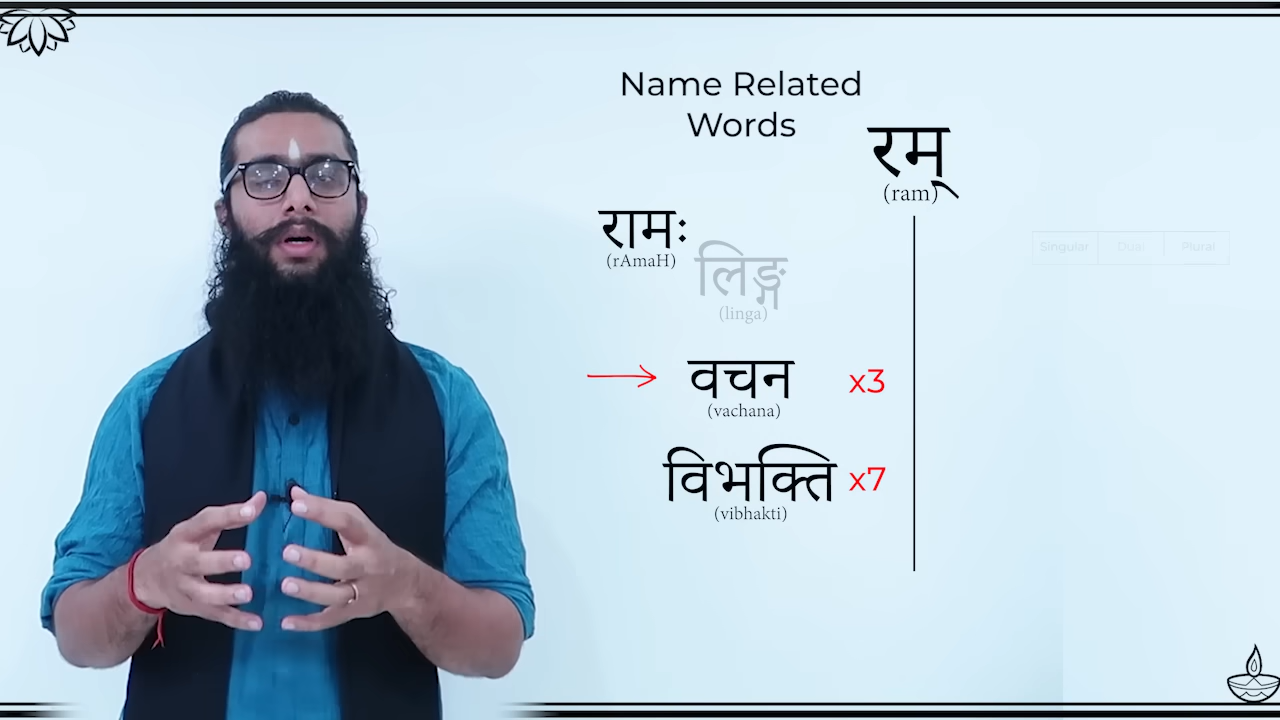 Name Related
Words
रम्
(ram)
रामः
(rAmaH)
लिङ्ग
(linga)
वचन x3
(vachana)
विभक्ति x7
(vibhakti)
Singular Dual Plural